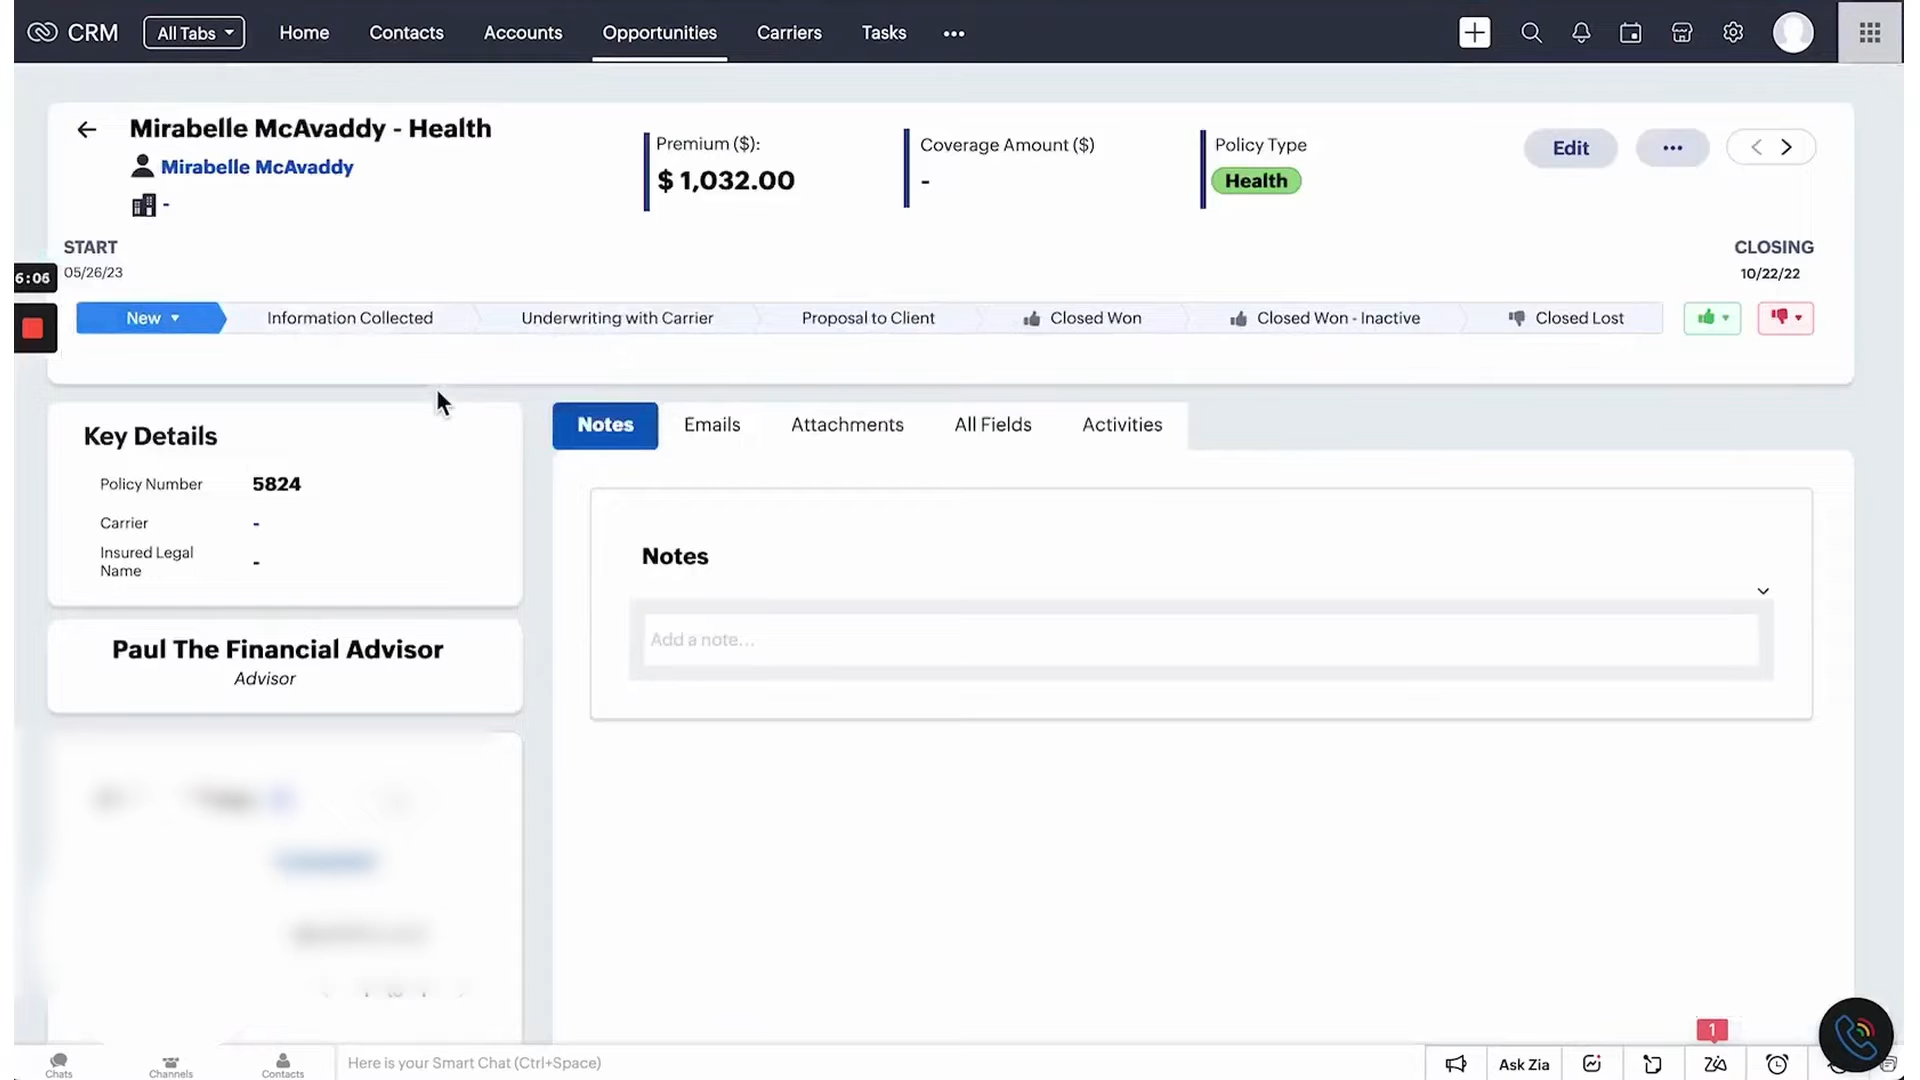 CRM
All Tabs
Home
Contacts
Accounts
Opportunities
Carriers
Tasks
Mirabelle McAvaddy - Health
Mirabelle McAvaddy
-
Premium ($):
$ 1,032.00
Coverage Amount ($)
-
Policy Type
Health
Edit
START
05/26/23
CLOSING
10/22/22
6:06
New
Information Collected
Underwriting with Carrier
Proposal to Client
Closed Won
Closed Won - Inactive
Closed Lost
Key Details
Policy Number 5824
Carrier -
Insured Legal
Name -
Paul The Financial Advisor
Advisor
Notes
Emails
Attachments
All Fields
Activities
Notes
Add a note...
Chats
Channels
Contacts
Here is your Smart Chat (Ctrl+Space)
Ask Zia
1